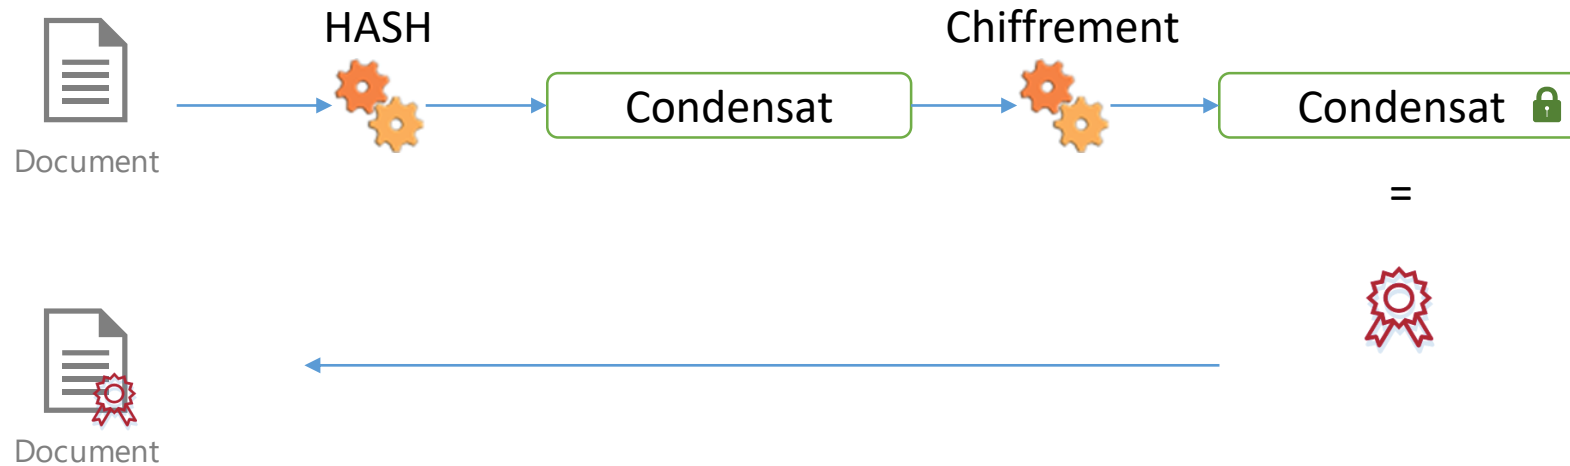 HASH
Chiffrement
Condensat
Condensat
Document
=
Document